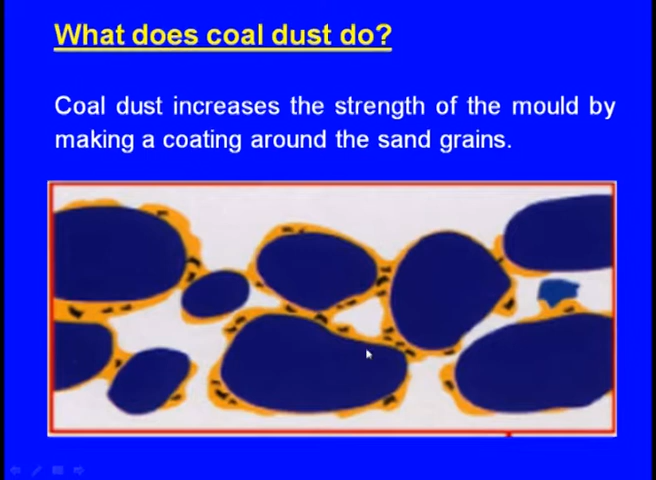 What does coal dust do?
Coal dust increases the strength of the mould by
making a coating around the sand grains.